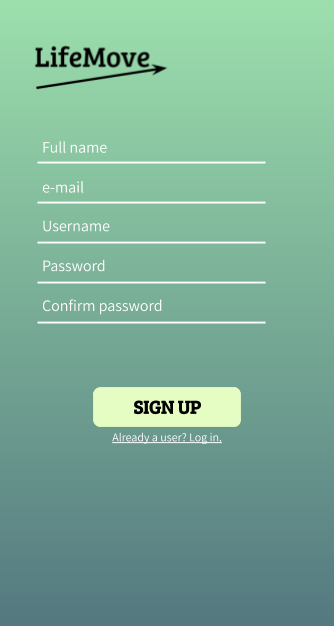 LifeMove
Full name
e-mail
Username
Password
Confirm password
SIGN UP
Already a user? Log in.